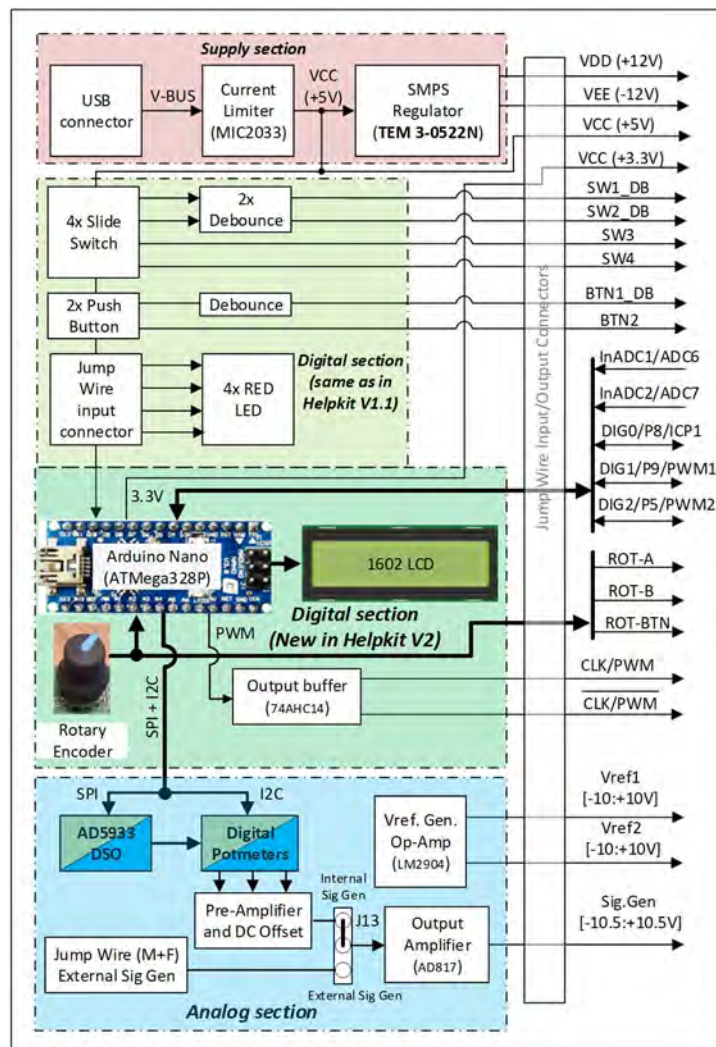 Supply section
USB
connector
V-BUS
Current
Limiter
(MIC2033)
VCC
(+5V)
SMPS
Regulator
(TEM 3-0522N)
VDD (+12V)
VEE (-12V)
VCC (+5V)
VCC (+3.3V)
4x Slide
Switch
2x
Debounce
SW1_DB
SW2_DB
SW3
SW4
2x Push
Button
Debounce
BTN1_DB
BTN2
Jump
Wire
input
connector
4x RED
LED
Digital section
(same as in
Helpkit V1.1)
Jump Wire Input/Output Connectors
InADC1/ADC6
InADC2/ADC7
DIG0/P8/ICP1
DIG1/P9/PWM1
DIG2/P5/PWM2
3.3V
Arduino Nano
(ATMega328P)
1602 LCD
Digital section
(New in Helpkit V2)
ROT-A
ROT-B
ROT-BTN
PWM
Rotary
Encoder
SPI + I2C
Output buffer
(74AHC14)
CLK/PWM
CLK/PWM
SPI
I2C
AD5933
DSO
Digital
Potmeters
Vref. Gen.
Op-Amp
(LM2904)
Vref1
[-10:+10V]
Vref2
[-10:+10V]
Pre-Amplifier
and DC Offset
Internal
Sig Gen
J13
Output
Amplifier
(AD817)
Sig.Gen
[-10.5:+10.5V]
Jump Wire (M+F)
External Sig Gen
External Sig Gen
Analog section